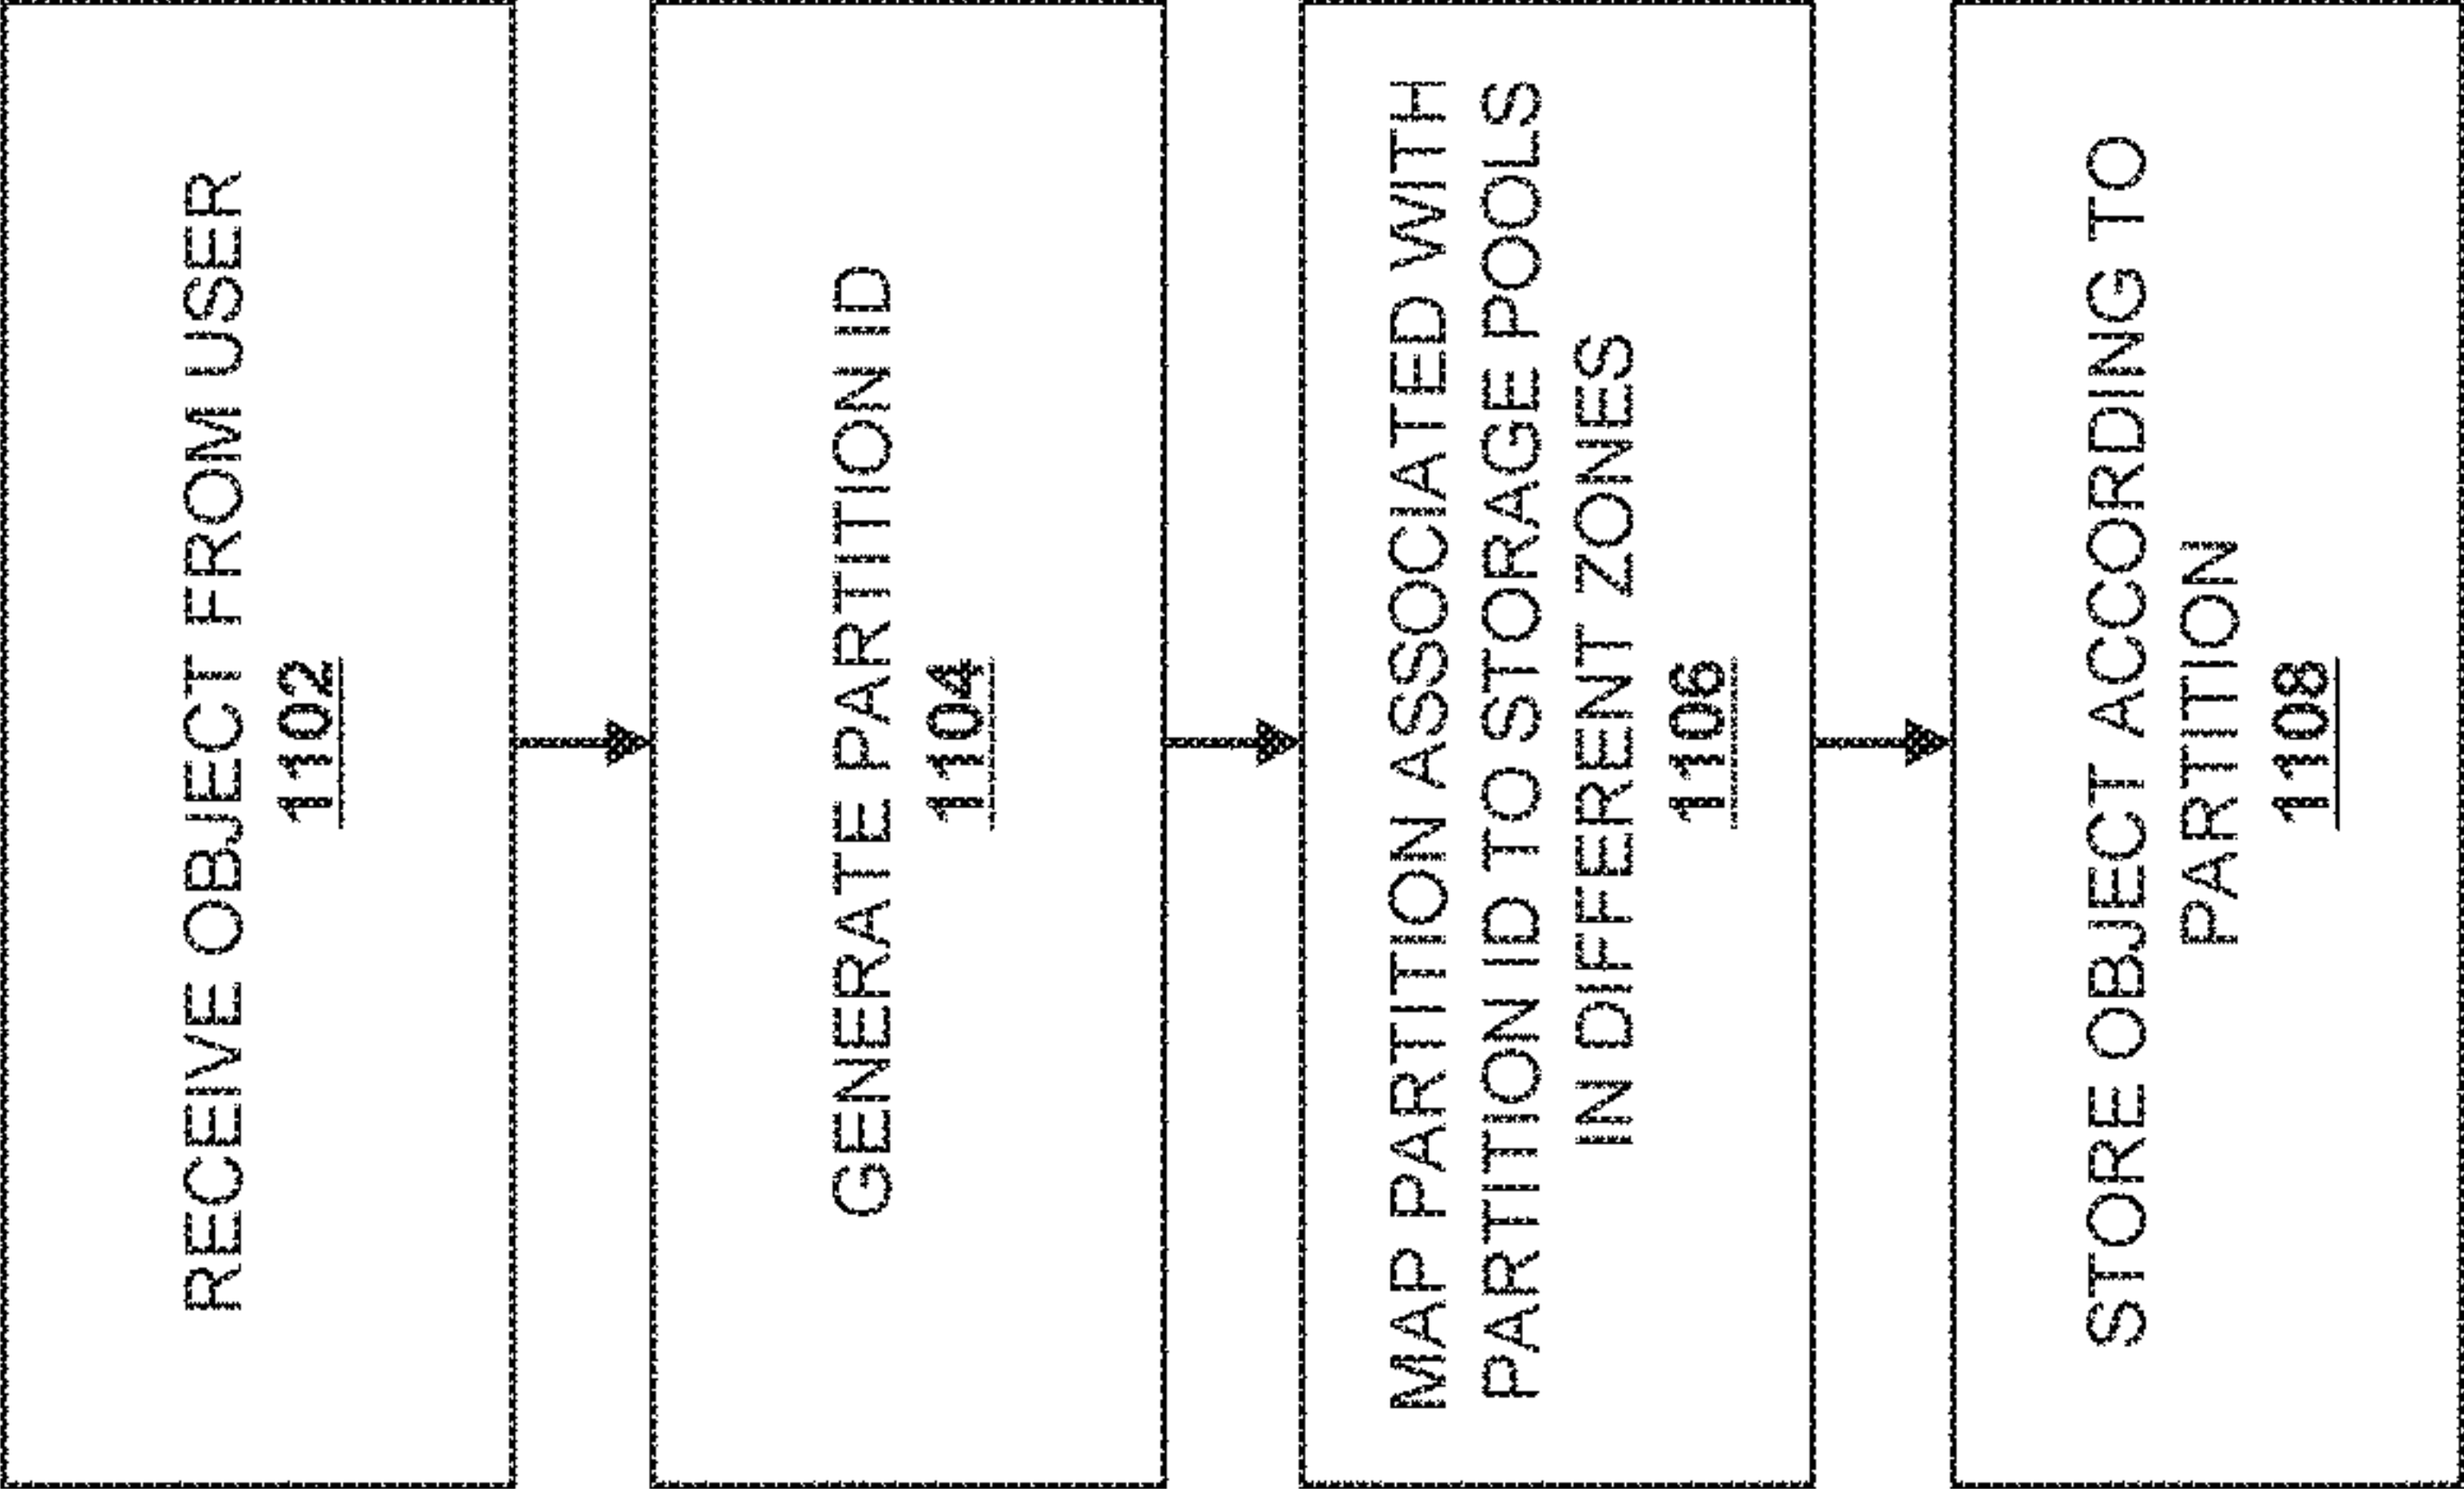 RECEIVE OBJECT FROM USER
1102
GENERATE PARTITION ID
1104
MAP PARTITION ASSOCIATED WITH
PARTITION ID TO STORAGE POOLS
IN DIFFERENT ZONES
1106
STORE OBJECT ACCORDING TO
PARTITION
1108